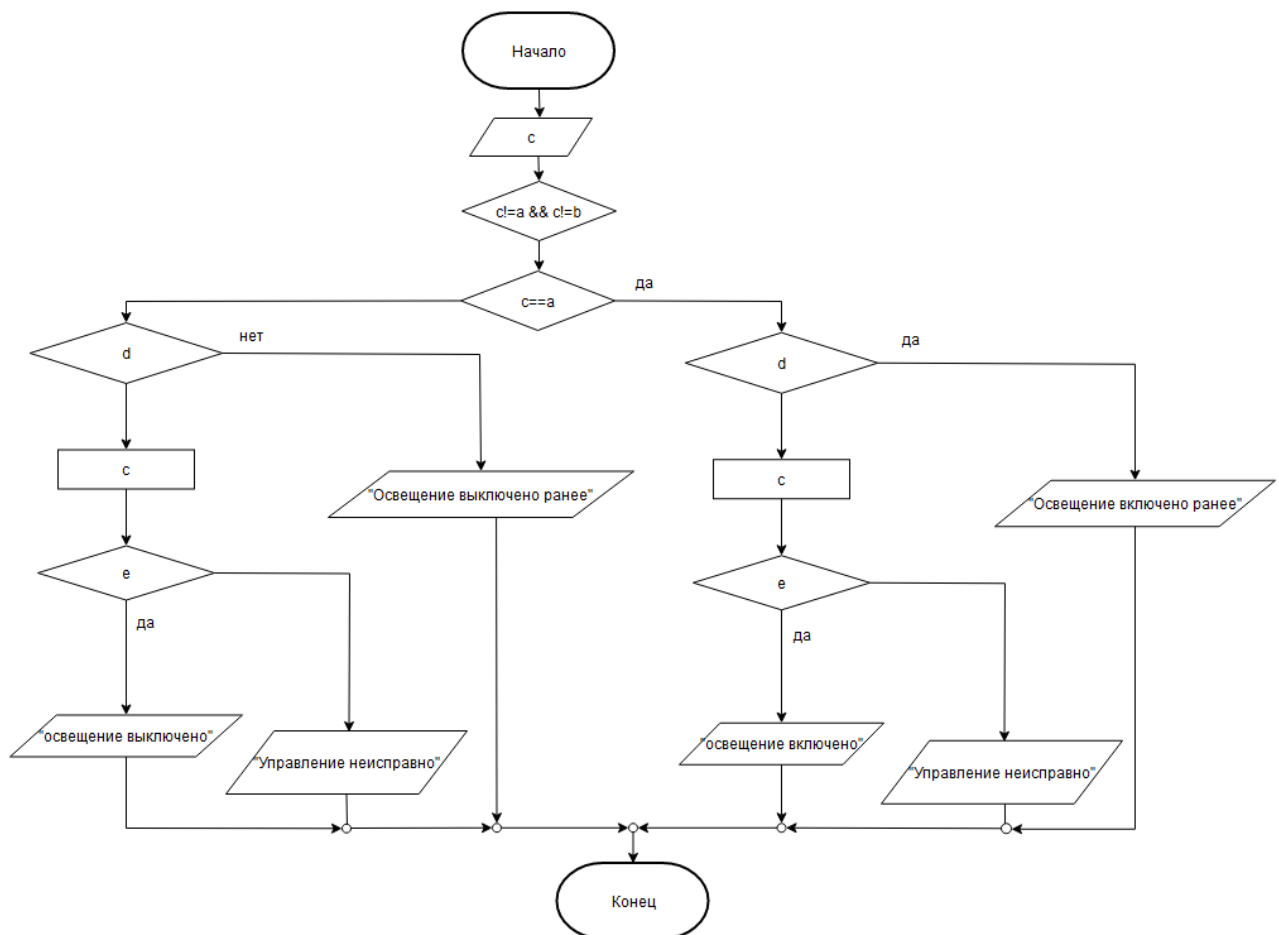 Начало
c
c!=a && c!=b
c==a
да
d
нет
d
да
c
"Освещение выключено ранее"
c
"Освещение включено ранее"
e
да
e
да
"освещение выключено"
"Управление неисправно"
"освещение включено"
"Управление неисправно"
Конец